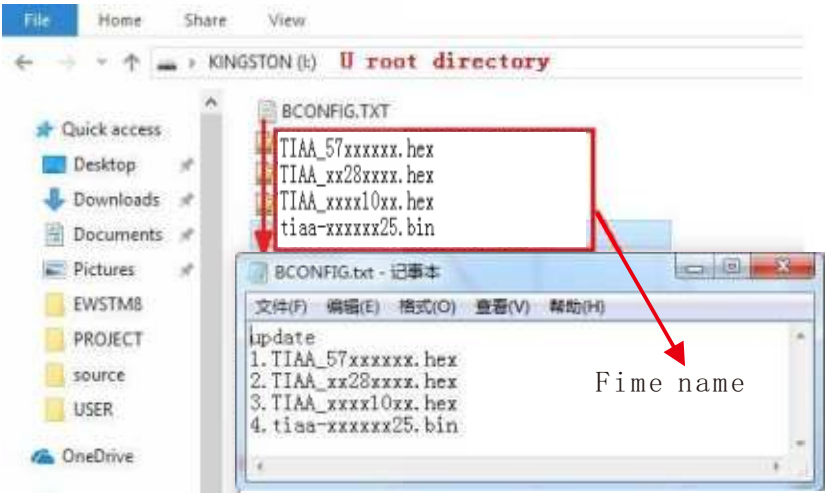 File Home Share View
KINGSTON (I:) U root directory
BCONFIG.TXT
Quick access
TIAA_57xxxxxx.hex
Desktop
TIAA_xx28xxxx.hex
Downloads
TIAA_xxxx10xx.hex
Documents
tiaa-xxxxxx25.bin
Pictures
BCONFIG.txt - 记事本
EWSTM8
文件(F) 编辑(E) 格式(O) 查看(V) 帮助(H)
PROJECT
update
1.TIAA_57xxxxxx.hex
source
2.TIAA_xx28xxxx.hex
Fime name
USER
3.TIAA_xxxx10xx.hex
4.tiaa-xxxxxx25.bin
OneDrive